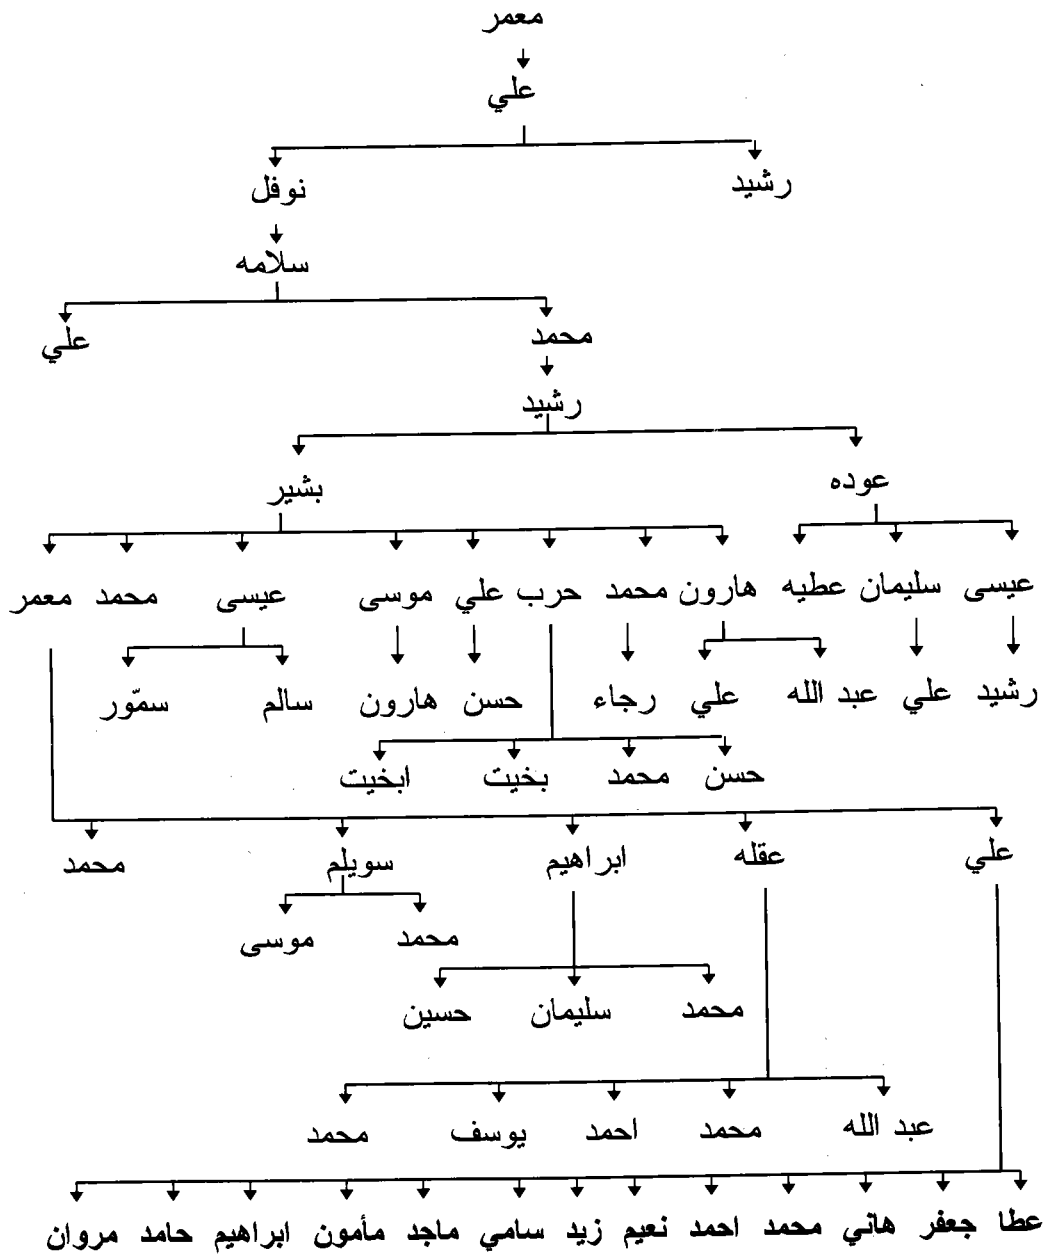 معمر
علي
رشيد نوفل
سلامه
محمد علي
رشيد
عوده بشير
عيسى سليمان عطيه هارون محمد حرب علي موسى عيسى محمد معمر
رشيد علي عبد الله علي رجاء حسن هارون سالم سمّور
حسن محمد بخيت ابخيت
علي عقله ابراهيم سويلم محمد
محمد موسى
محمد سليمان حسين
عبد الله محمد احمد يوسف محمد
عطا جعفر هاني محمد احمد نعيم زيد سامي ماجد مأمون ابراهيم حامد مروان